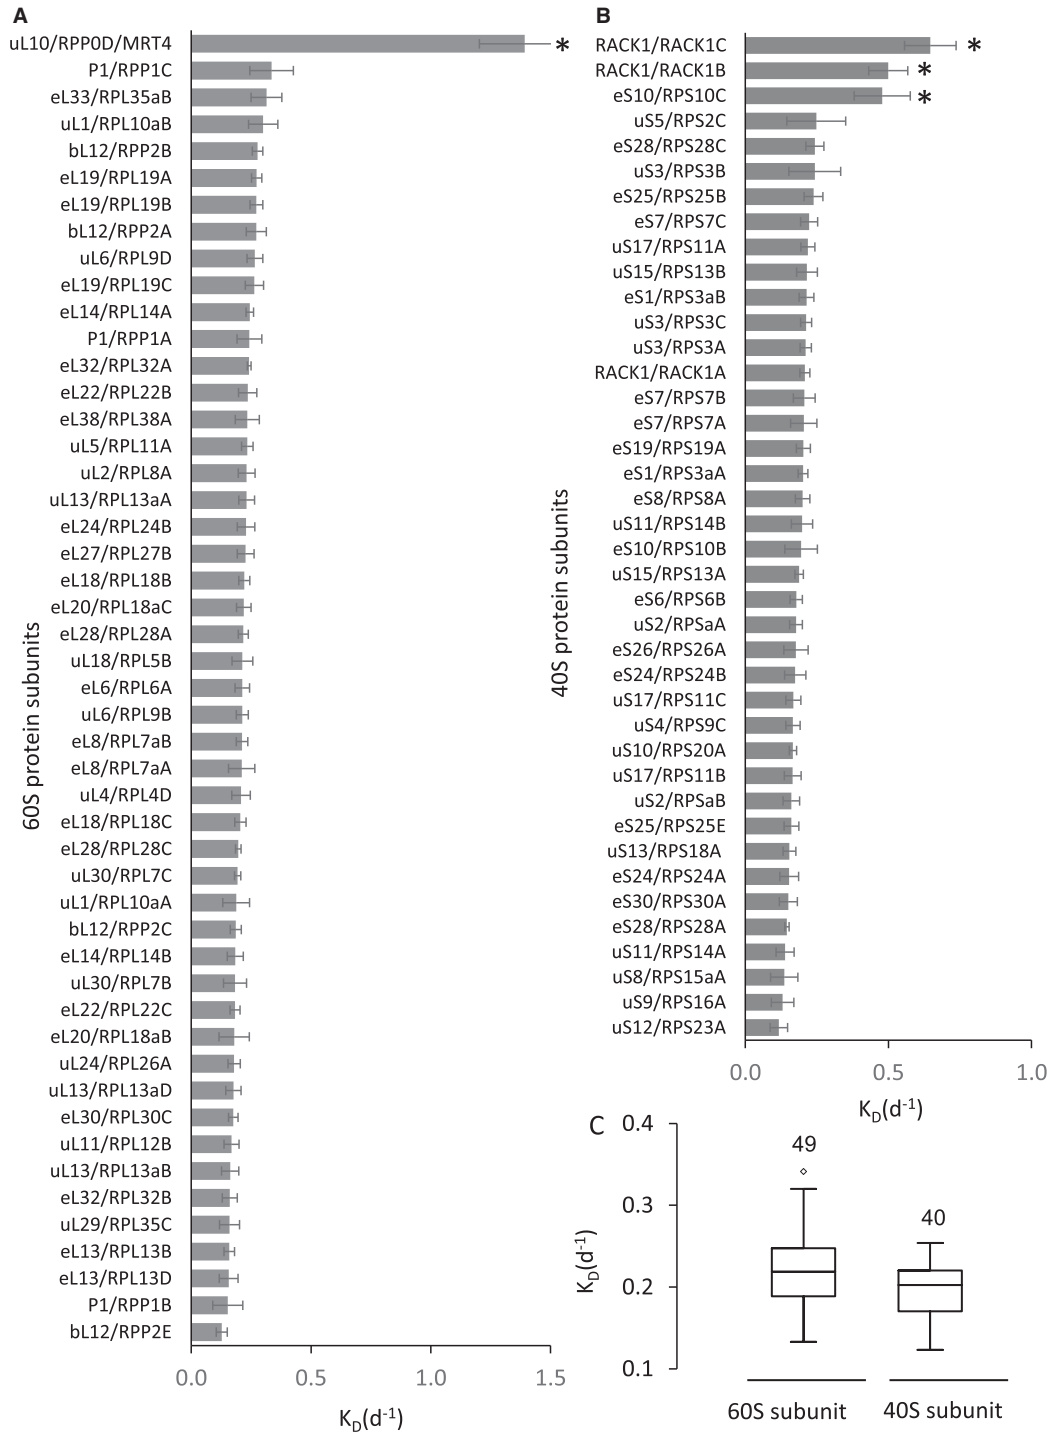 A
uL10/RPP0D/MRT4
*
P1/RPP1C
eL33/RPL35aB
uL1/RPL10aB
bL12/RPP2B
eL19/RPL19A
eL19/RPL19B
bL12/RPP2A
uL6/RPL9D
eL19/RPL19C
eL14/RPL14A
P1/RPP1A
eL32/RPL32A
eL22/RPL22B
eL38/RPL38A
uL5/RPL11A
uL2/RPL8A
uL13/RPL13aA
eL24/RPL24B
eL27/RPL27B
eL18/RPL18B
eL20/RPL18aC
eL28/RPL28A
uL18/RPL5B
eL6/RPL6A
uL6/RPL9B
eL8/RPL7aB
eL8/RPL7aA
uL4/RPL4D
eL18/RPL18C
eL28/RPL28C
uL30/RPL7C
uL1/RPL10aA
bL12/RPP2C
eL14/RPL14B
uL30/RPL7B
eL22/RPL22C
eL20/RPL18aB
uL24/RPL26A
uL13/RPL13aD
eL30/RPL30C
uL11/RPL12B
uL13/RPL13aB
eL32/RPL32B
uL29/RPL35C
eL13/RPL13B
eL13/RPL13D
P1/RPP1B
bL12/RPP2E
60S protein subunits
0.0 0.5 1.0 1.5
K_D(d^-1)
B
RACK1/RACK1C
*
RACK1/RACK1B
*
eS10/RPS10C
*
uS5/RPS2C
eS28/RPS28C
uS3/RPS3B
eS25/RPS25B
eS7/RPS7C
uS17/RPS11A
uS15/RPS13B
eS1/RPS3aB
uS3/RPS3C
uS3/RPS3A
RACK1/RACK1A
eS7/RPS7B
eS7/RPS7A
eS19/RPS19A
eS1/RPS3aA
eS8/RPS8A
uS11/RPS14B
eS10/RPS10B
uS15/RPS13A
eS6/RPS6B
uS2/RPSaA
eS26/RPS26A
eS24/RPS24B
uS17/RPS11C
uS4/RPS9C
uS10/RPS20A
uS17/RPS11B
uS2/RPSaB
eS25/RPS25E
uS13/RPS18A
eS24/RPS24A
eS30/RPS30A
eS28/RPS28A
uS11/RPS14A
uS8/RPS15aA
uS9/RPS16A
uS12/RPS23A
40S protein subunits
0.0 0.5 1.0
K_D(d^-1)
C
0.4
0.3
0.2
0.1
K_D(d^-1)
49
40
60S subunit
40S subunit